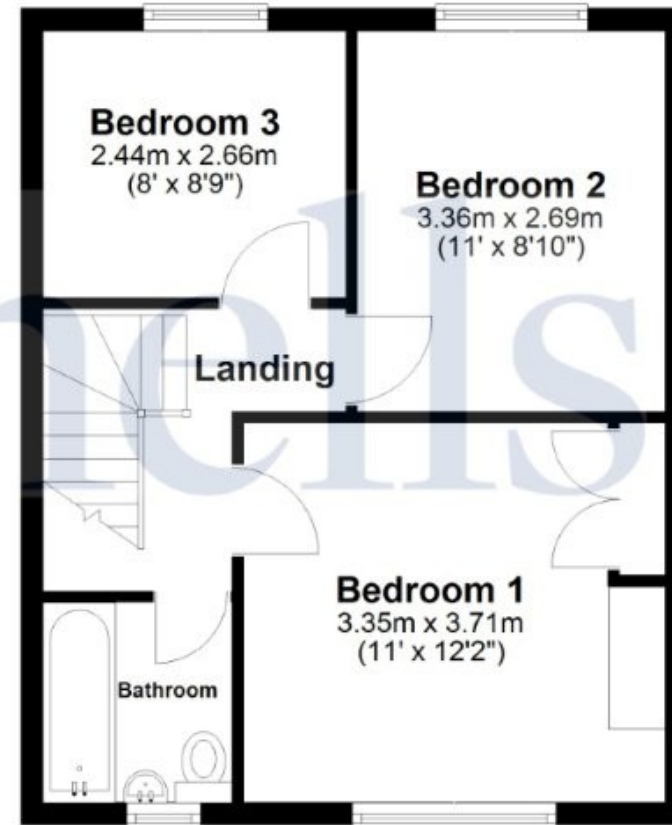 Bedroom 3
2.44m x 2.66m
(8' x 8'9")
Bedroom 2
3.36m x 2.69m
(11' x 8'10")
Landing
nells
Bedroom 1
3.35m x 3.71m
(11' x 12'2")
Bathroom